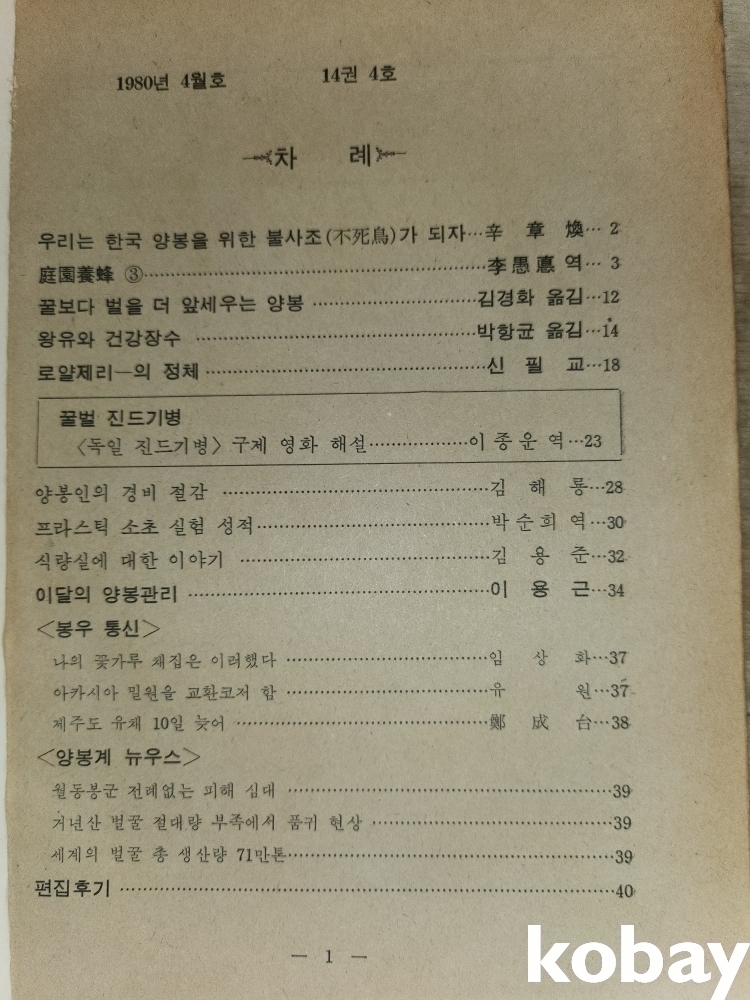 1980년 4월호 14권 4호
차 례
우리는 한국 양봉을 위한 불사조(不死鳥)가 되자…辛 章 煥… 2
庭園養蜂 ③…李愚悳 역… 3
꿀보다 벌을 더 앞세우는 양봉…김경화 옮김…12
왕유와 건강장수…박항균 옮김…14
로얄제리—의 정체…신 필 교…18
꿀벌 진드기병
〈독일 진드기병〉 구제 영화 해설…이 종 운 역…23
양봉인의 경비 절감…김 해 룡…28
프라스틱 소초 실험 성적…박순희 역…30
식량실에 대한 이야기…김 용 준…32
이달의 양봉관리…이 용 근…34
<봉우 통신>
나의 꽃가루 채집은 이러했다…임 상 화…37
아카시아 밀원을 교환코저 함…유 원…37
제주도 유채 10일 늦어…鄭 成 台…38
<양봉계 뉴우스>
월동봉군 전례없는 피해 심대…39
거년산 벌꿀 절대량 부족에서 품귀 현상…39
세계의 벌꿀 총 생산량 71만톤…39
편집후기…40
— 1 —
kobay